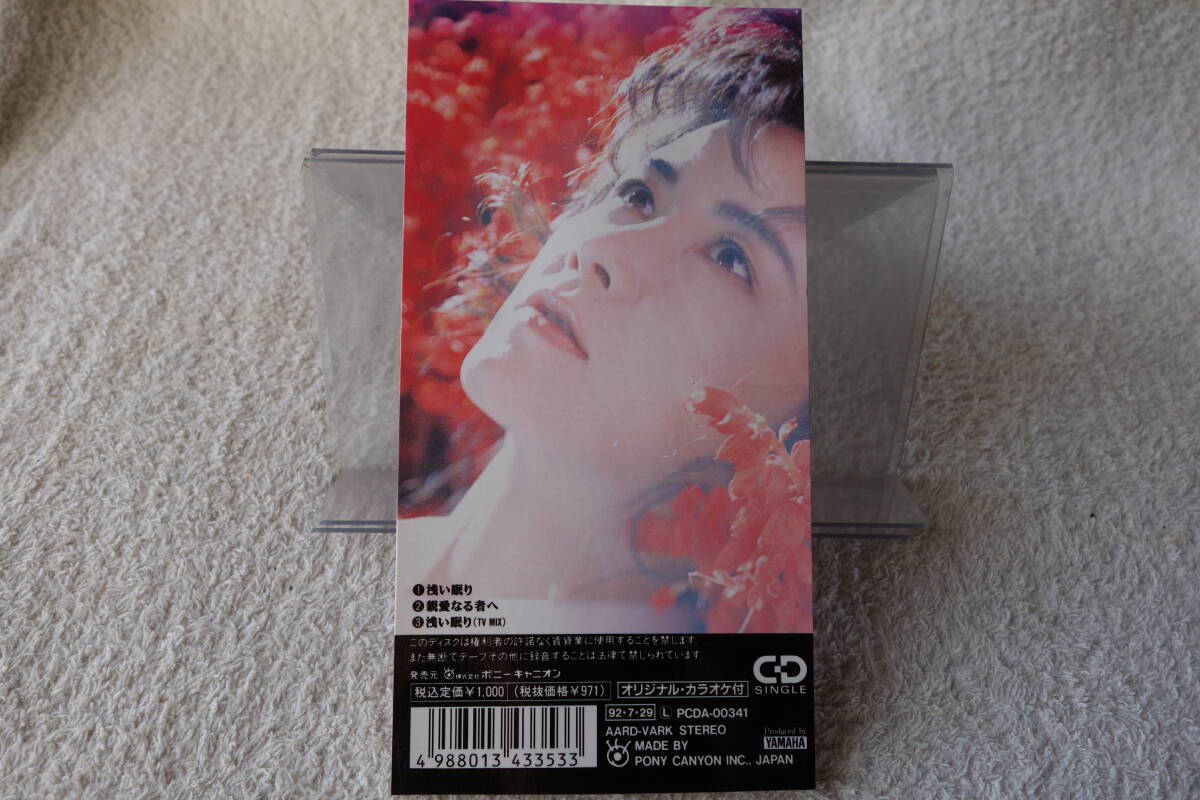 ❶浅い眠り
❷親愛なる者へ
❸浅い眠り(TV MIX)
このディスクは権利者の許諾なく賃貸業に使用することを禁じます。
また無断でテープその他に録音することは法律で禁じられています。
発売元 株式会社 ポニーキャニオン
税込定価¥1,000 (税抜価格¥971) オリジナル・カラオケ付
CD SINGLE
92・7・29 Ⓛ PCDA-00341
AARD-VARK STEREO
MADE BY
PONY CANYON INC., JAPAN
Produced by
YAMAHA
4 988013 433533